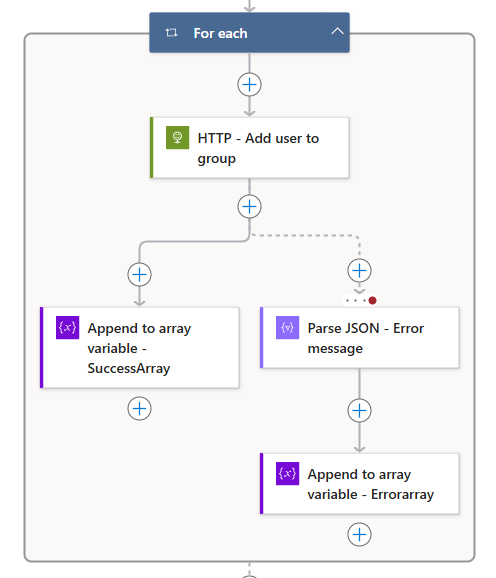 For each
HTTP - Add user to
group
{x}
Append to array
variable -
SuccessArray
Parse JSON - Error
message
{x}
Append to array
variable - Errorarray